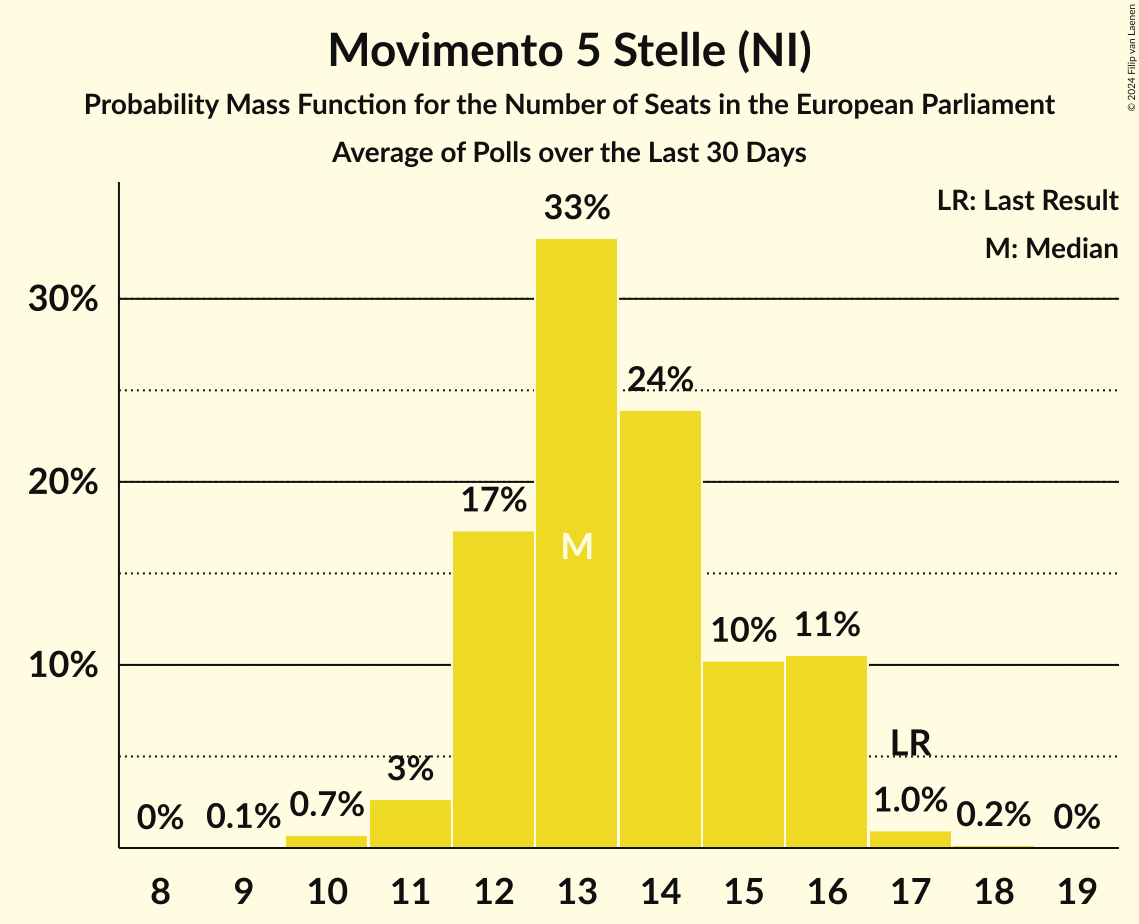 Movimento 5 Stelle (NI)
Probability Mass Function for the Number of Seats in the European Parliament
Average of Polls over the Last 30 Days
© 2024 Filip van Laenen
LR: Last Result
M: Median
30%
20%
10%
0%
0.1%
0.7%
3%
17%
33%
M
24%
10%
11%
LR
1.0%
0.2%
0%
8 9 10 11 12 13 14 15 16 17 18 19